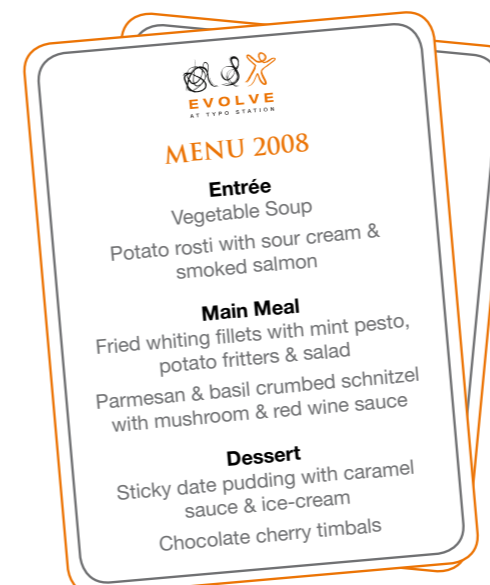 EVOLVE
AT TYPO STATION
MENU 2008
Entrée
Vegetable Soup
Potato rosti with sour cream &
smoked salmon
Main Meal
Fried whiting fillets with mint pesto,
potato fritters & salad
Parmesan & basil crumbed schnitzel
with mushroom & red wine sauce
Dessert
Sticky date pudding with caramel
sauce & ice-cream
Chocolate cherry timbals